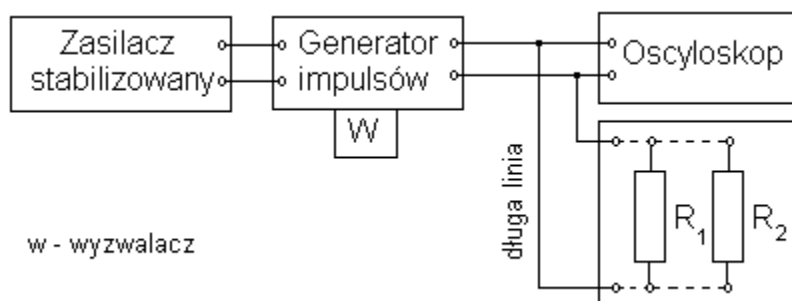 Zasilacz
stabilizowany
Generator
impulsów
W
Oscyloskop
długa linia
R1
R2
w - wyzwalacz